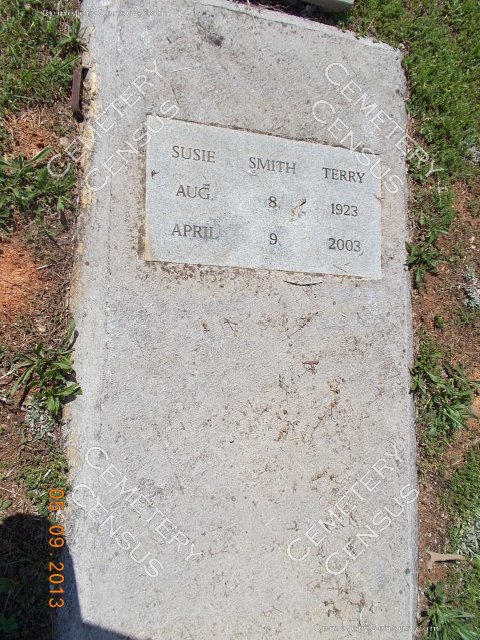 CEMETERY
CENSUS
CEMETERY
CENSUS
SUSIE SMITH TERRY
AUG. 8 1923
APRIL 9 2003
CEMETERY
CENSUS
CEMETERY
CENSUS
05.09.2013